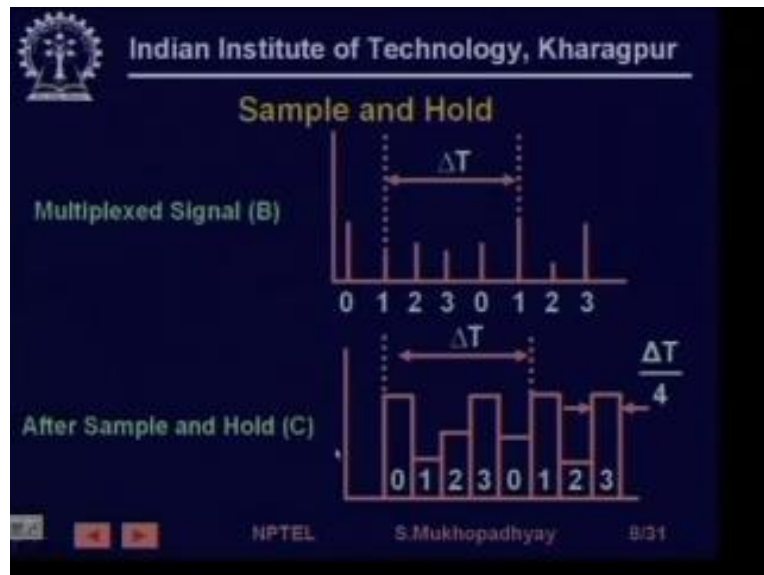 Indian Institute of Technology, Kharagpur
Sample and Hold
ΔT
Multiplexed Signal (B)
0 1 2 3 0 1 2 3
ΔT
ΔT
4
After Sample and Hold (C)
0 1 2 3 0 1 2 3
NPTEL S.Mukhopadhyay 8/31